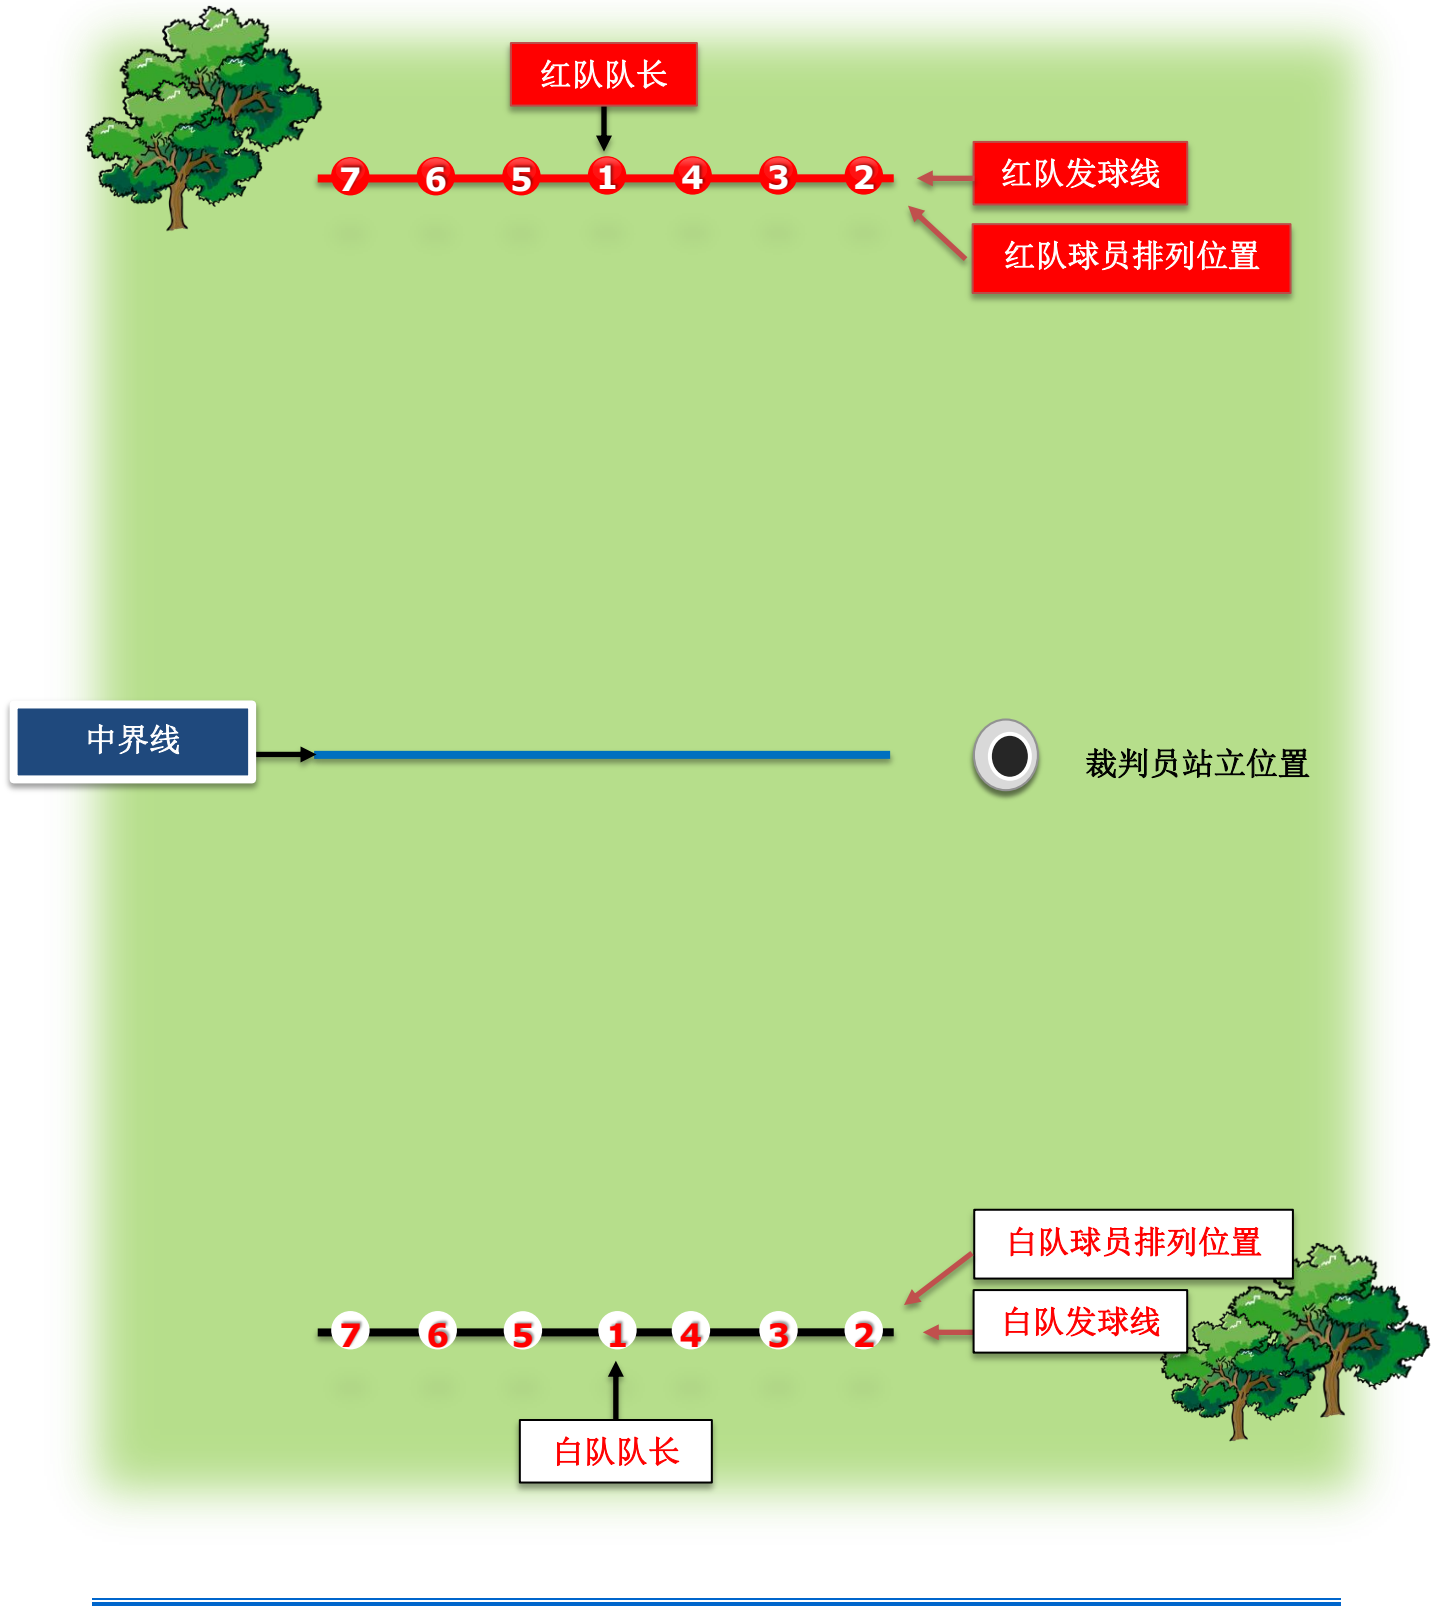 红队队长
7 6 5 1 4 3 2
红队发球线
红队球员排列位置
中界线
裁判员站立位置
白队球员排列位置
白队发球线
7 6 5 1 4 3 2
白队队长